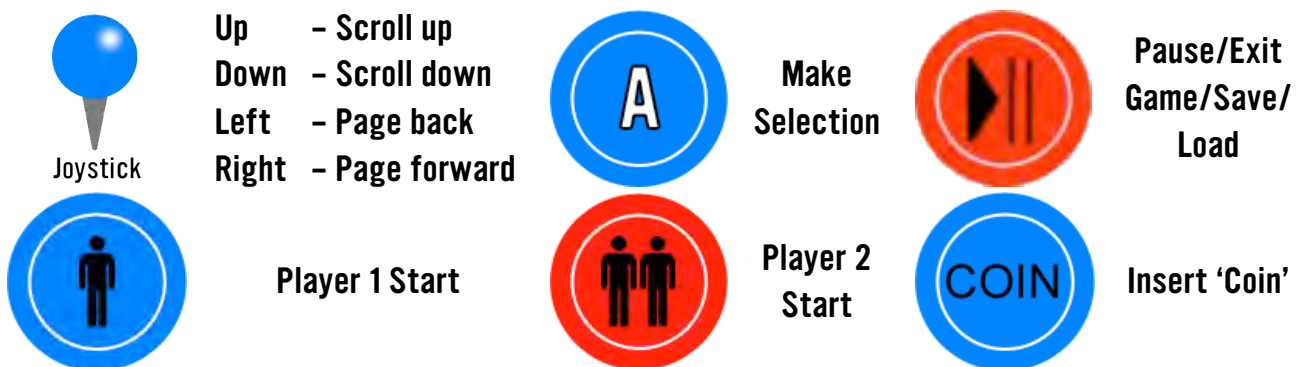 Up – Scroll up
Down – Scroll down
Left – Page back
Right – Page forward
Joystick
A
Make
Selection
Pause/Exit
Game/Save/
Load
Player 1 Start
Player 2
Start
COIN
Insert ‘Coin’